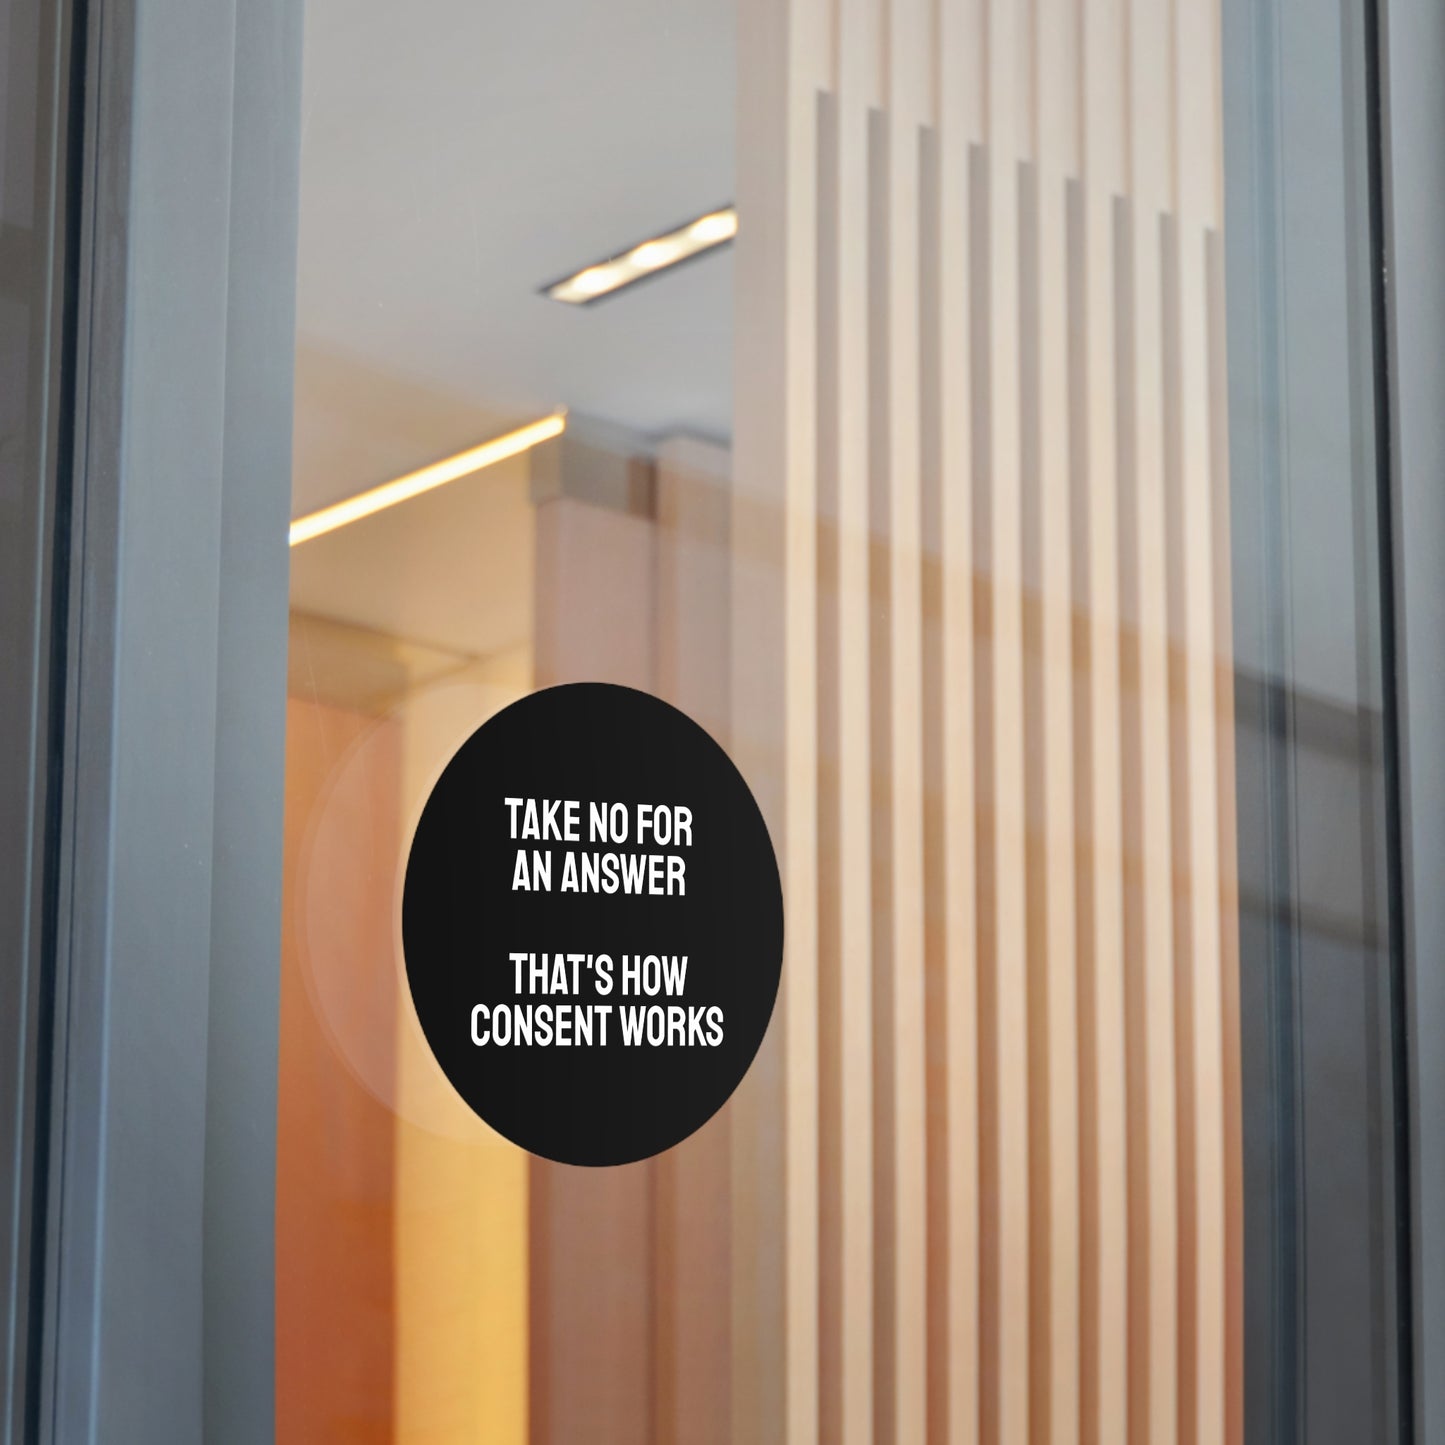 TAKE NO FOR
AN ANSWER
THAT'S HOW
CONSENT WORKS